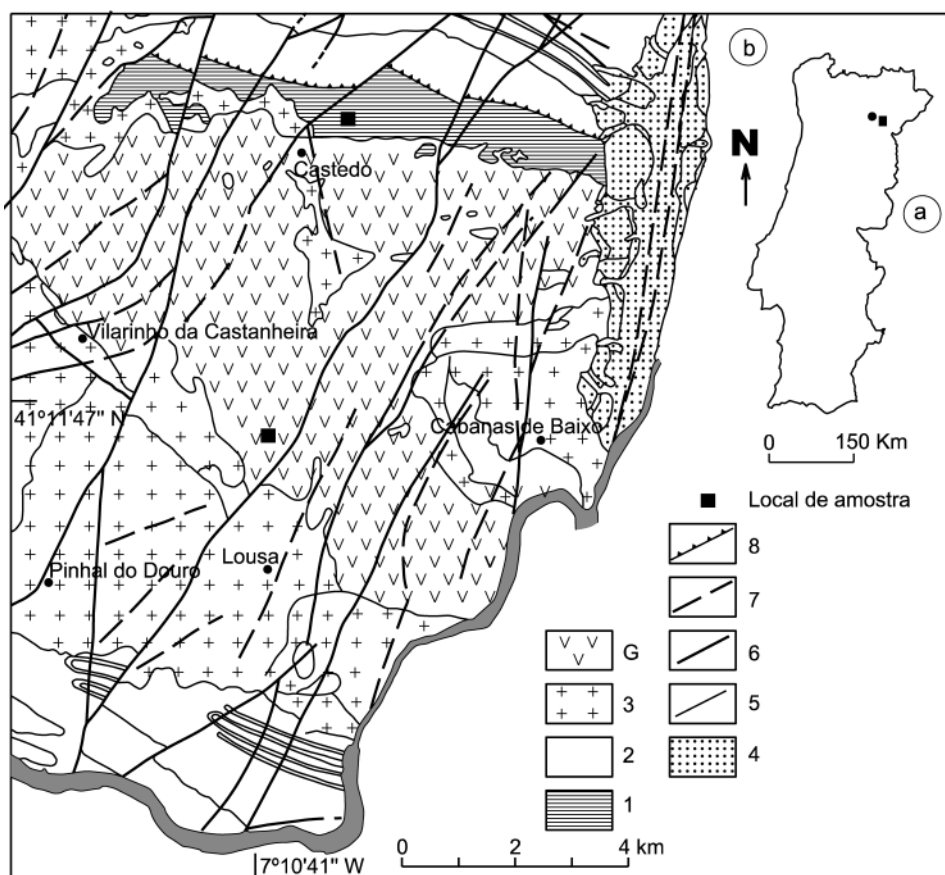 b
N
a
Castedo
Vilarinho da Castanheira
41°11'47'' N
Cabanas de Baixo
0 150 Km
Local de amostra
8
Pinhal do Douro
Lousa
7
G
6
3
5
2
4
1
7°10'41'' W
0 2 4 km